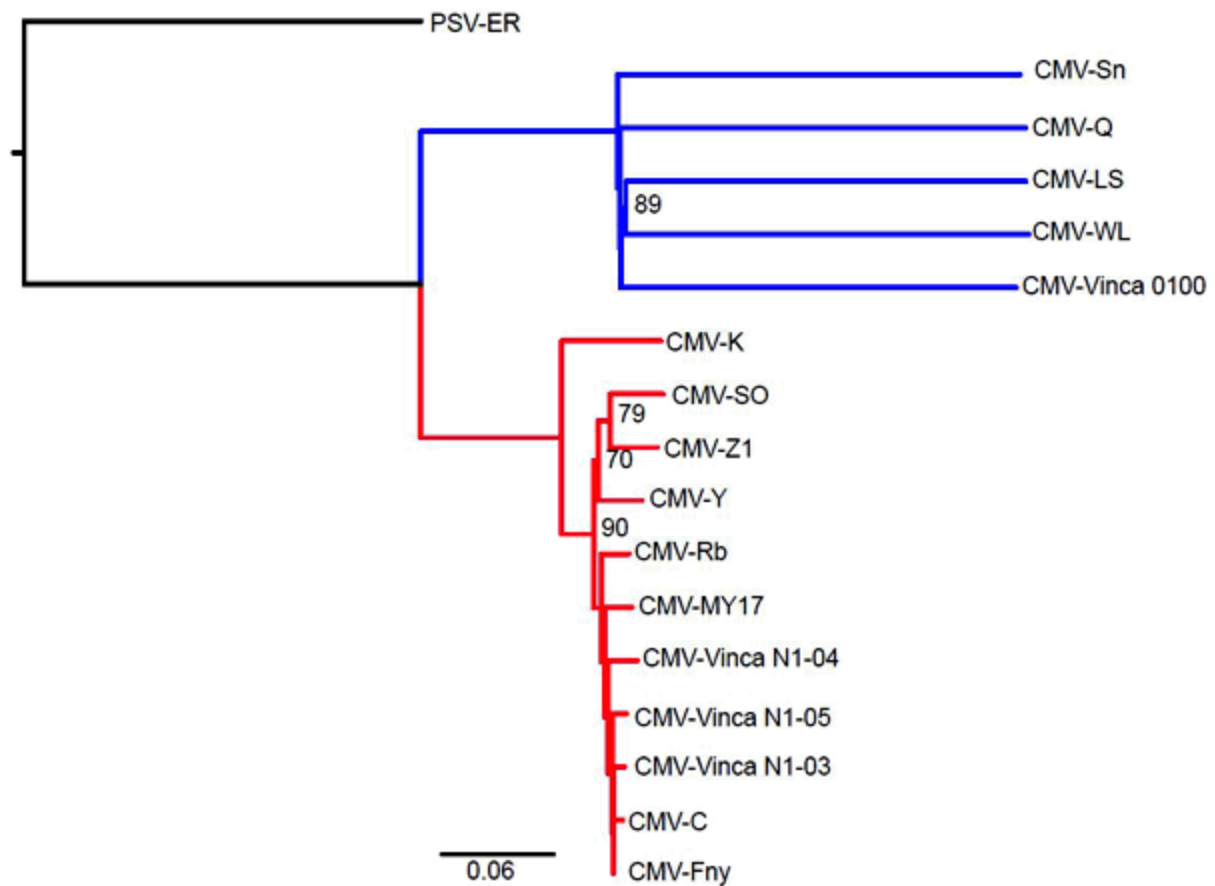 PSV-ER
CMV-Sn
CMV-Q
CMV-LS
89
CMV-WL
CMV-Vinca 0100
CMV-K
CMV-SO
79
CMV-Z1
70
CMV-Y
90
CMV-Rb
CMV-MY17
CMV-Vinca N1-04
CMV-Vinca N1-05
CMV-Vinca N1-03
CMV-C
0.06
CMV-Fny